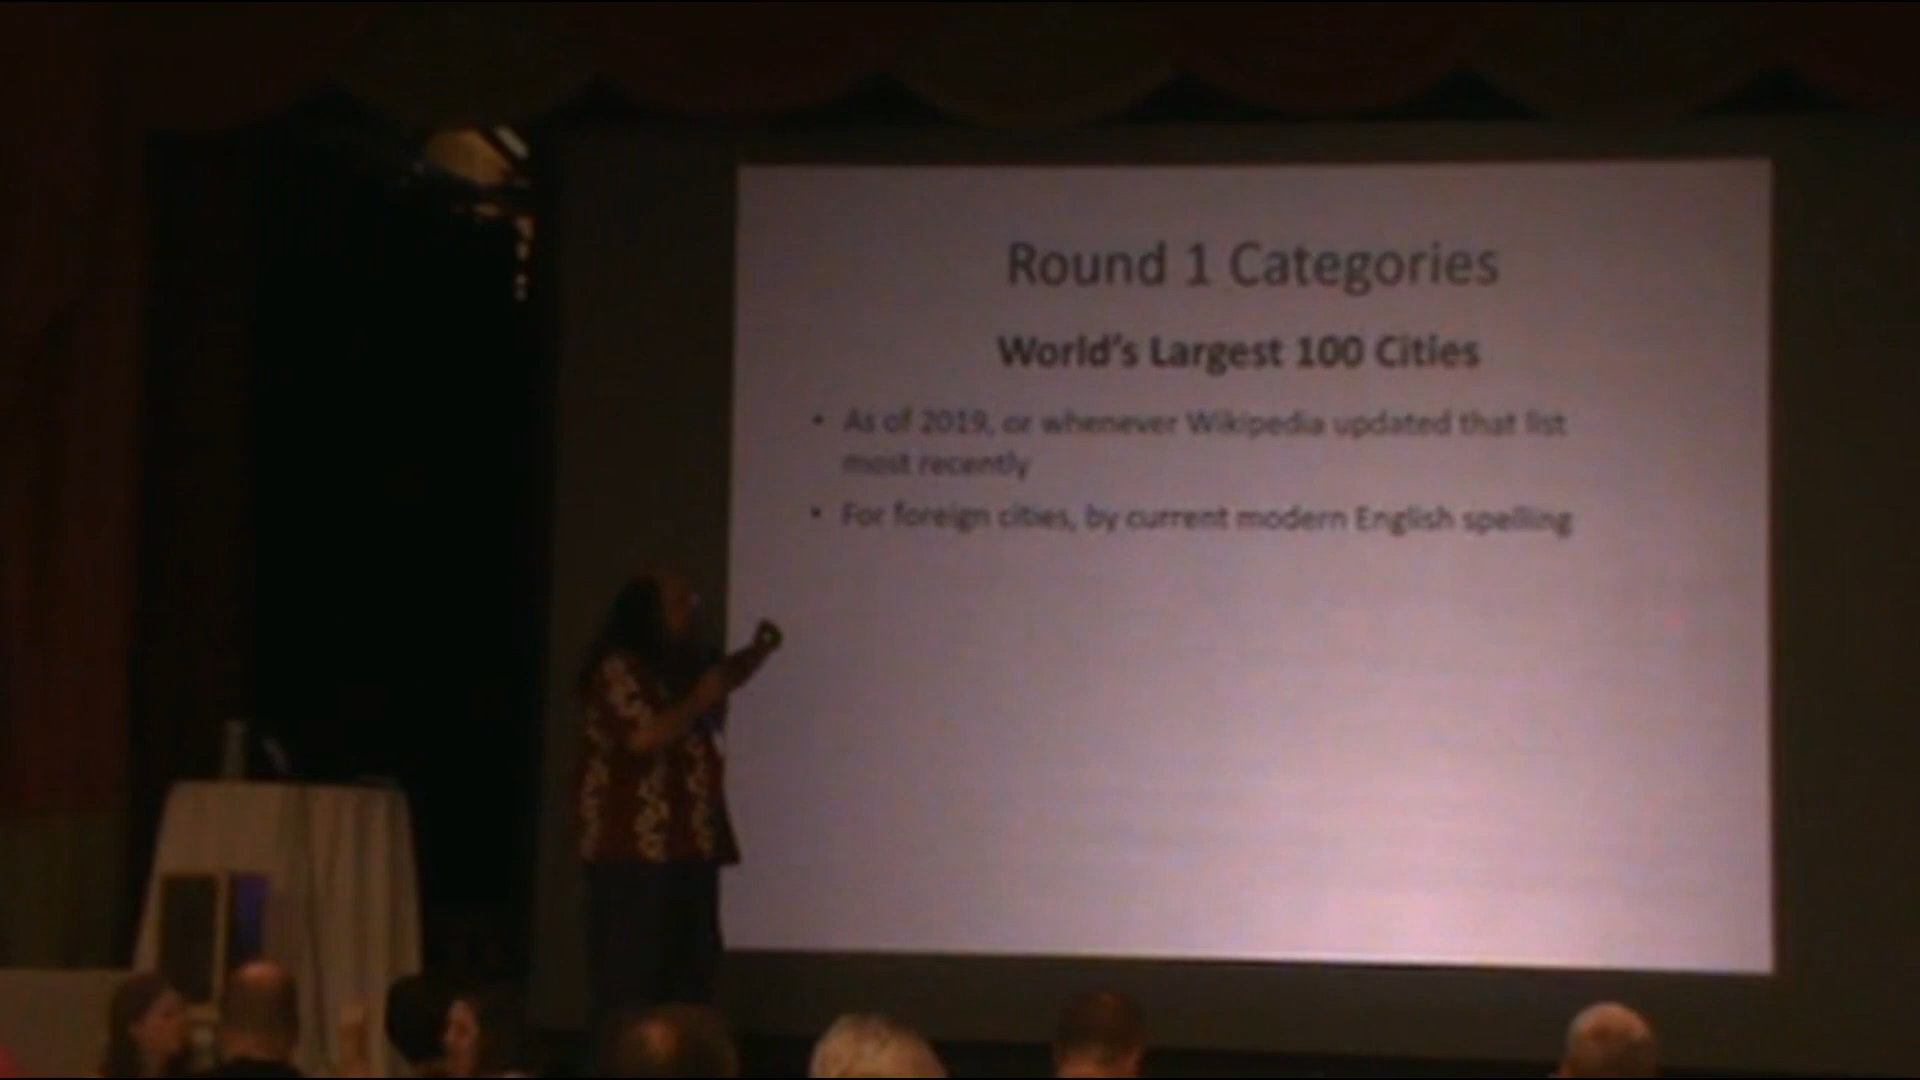 Round 1 Categories
World's Largest 100 Cities
• As of 2019, or whenever Wikipedia updated that list
most recently
• For foreign cities, by current modern English spelling